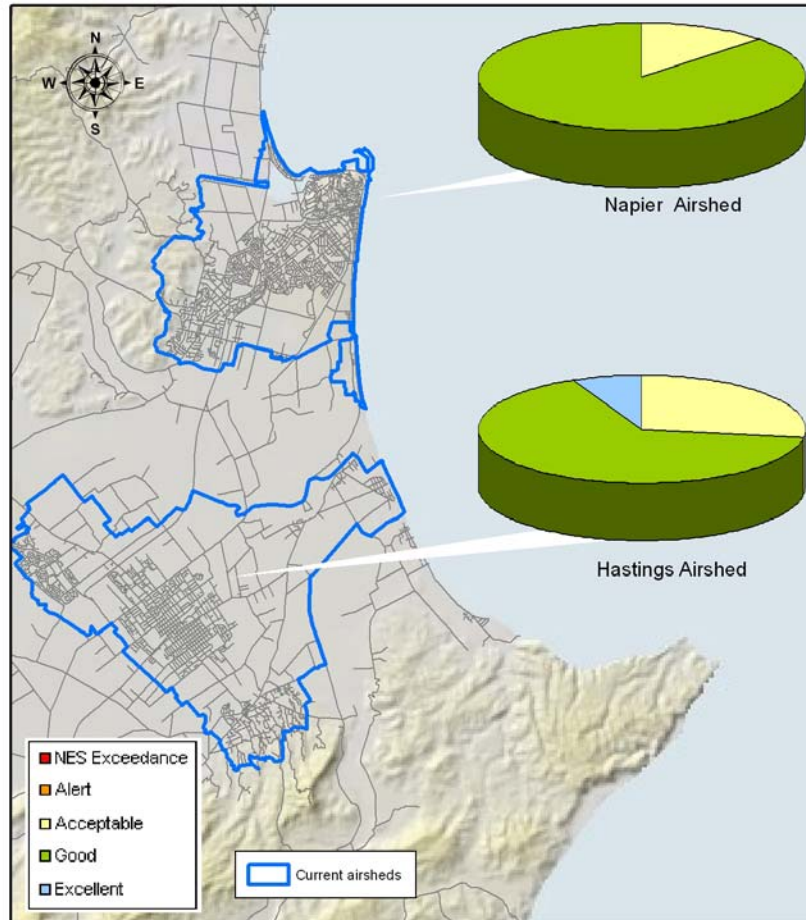 N
W E
S
Napier Airshed
Hastings Airshed
NES Exceedance
Alert
Acceptable
Good
Excellent
Current airsheds